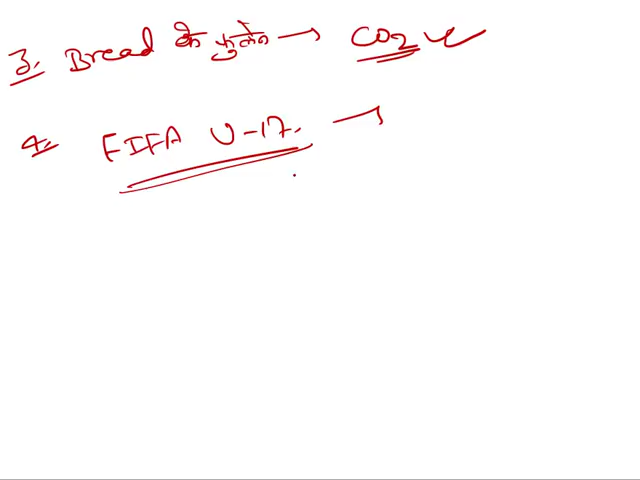 3. Bread के फुलने → CO2 ✓
4. FIFA U-17. →